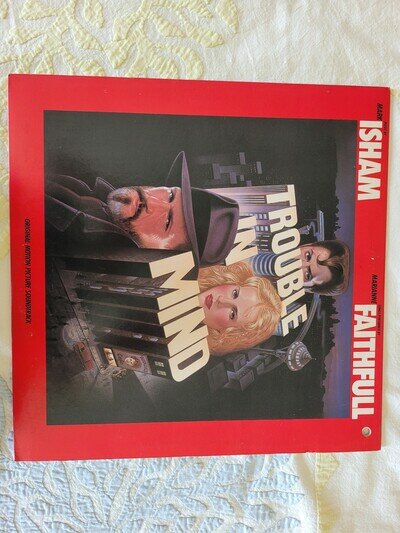 MARK
ISHAM
MARIANNE
FAITHFULL
TROUBLE
IN
MIND
ORIGINAL MOTION PICTURE SOUNDTRACK